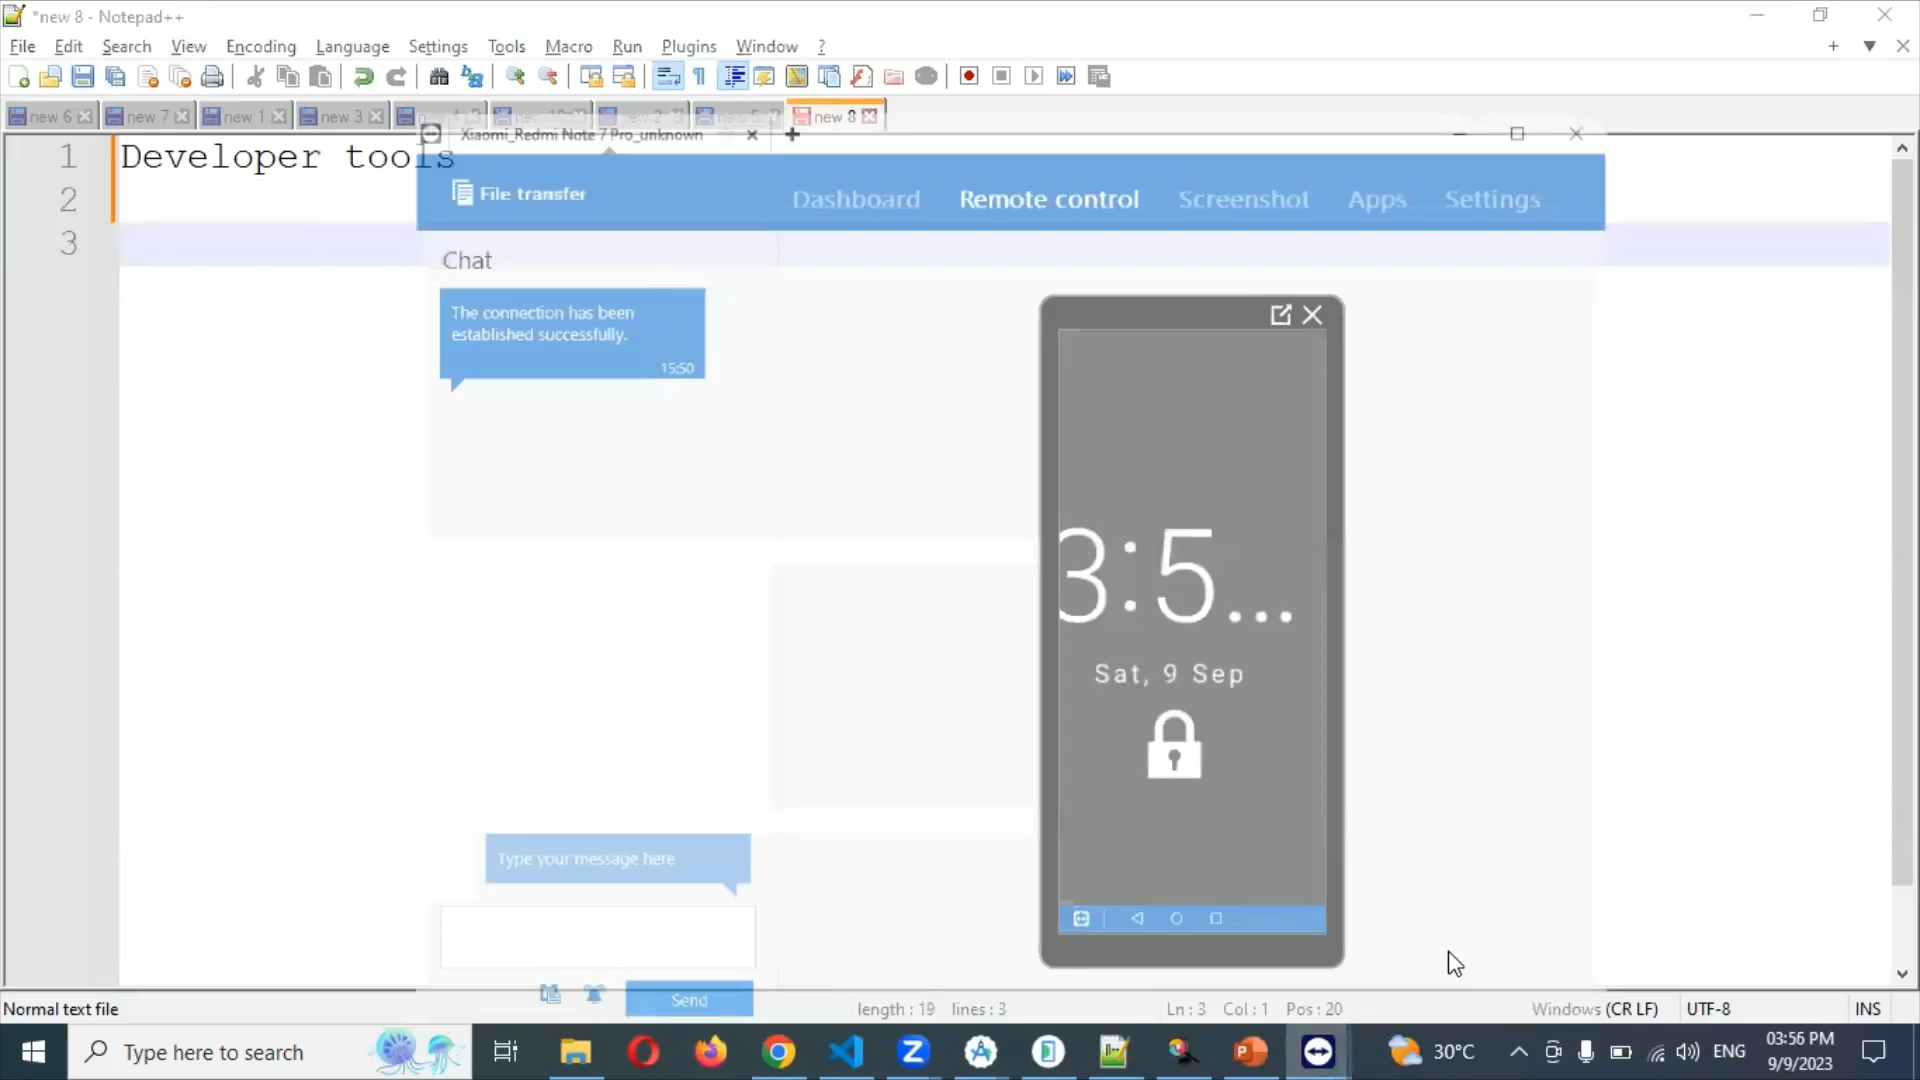 *new 8 - Notepad++
File Edit Search View Encoding Language Settings Tools Macro Run Plugins Window ?
new 6 new 7 new 1 new 3 new 8
Xiaomi_Redmi Note 7 Pro_unknown
1 Developer tools
2
3
File transfer
Dashboard Remote control Screenshot Apps Settings
Chat
The connection has been
established successfully.
15:50
3:5...
Sat, 9 Sep
Type your message here
Send
Normal text file length : 19 lines : 3 Ln : 3 Col : 1 Pos : 20 Windows (CR LF) UTF-8 INS
Type here to search
30°C
ENG
03:56 PM
9/9/2023